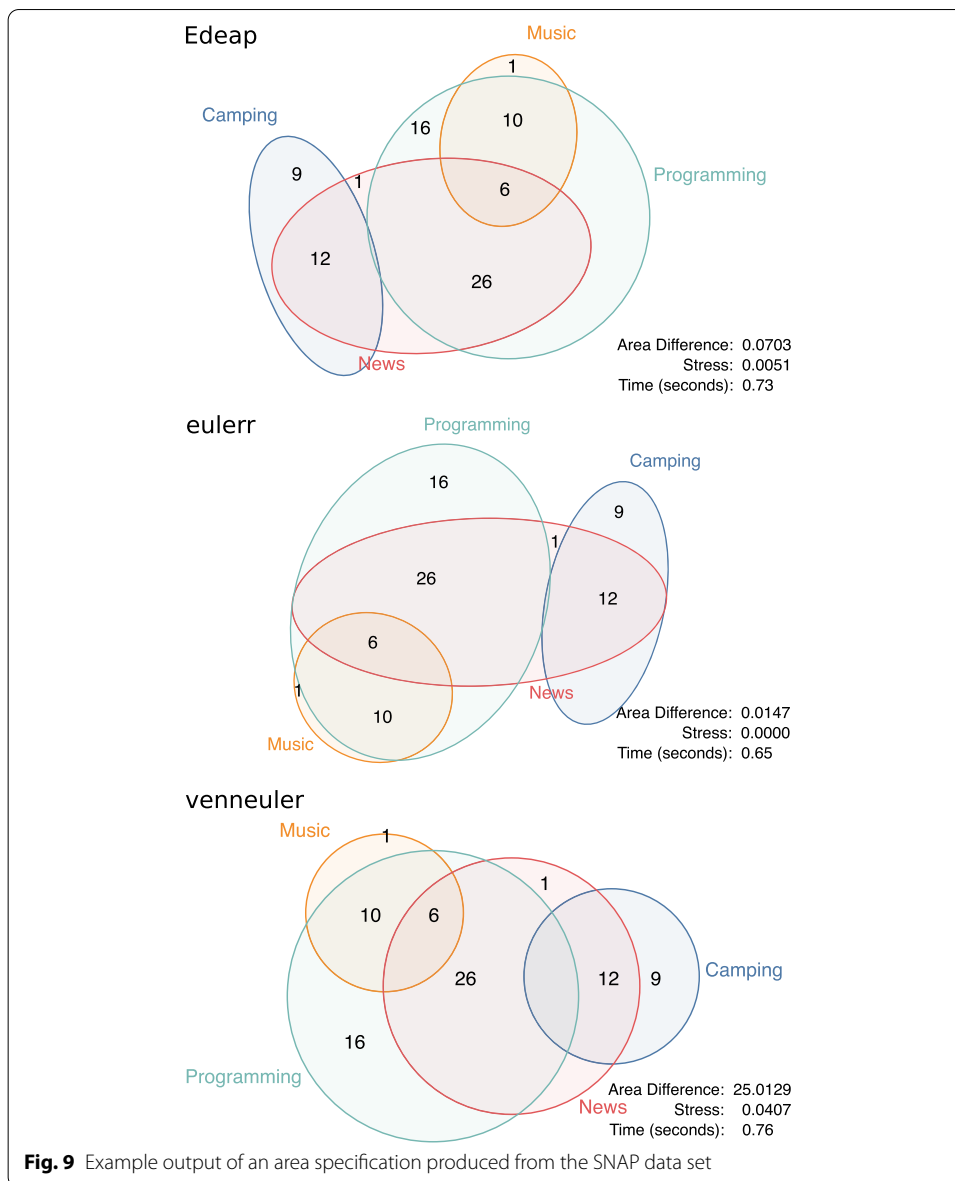 Edeap
Music
1
Camping
16
10
9
1
Programming
6
12
26
Area Difference: 0.0703
News
Stress: 0.0051
Time (seconds): 0.73
eulerr
Programming
Camping
16
9
1
26
12
6
1
News
10
Area Difference: 0.0147
Stress: 0.0000
Music
Time (seconds): 0.65
venneuler
Music
1
1
10
6
26
12
9
Camping
16
Programming
Area Difference: 25.0129
News
Stress: 0.0407
Time (seconds): 0.76
Fig. 9 Example output of an area specification produced from the SNAP data set